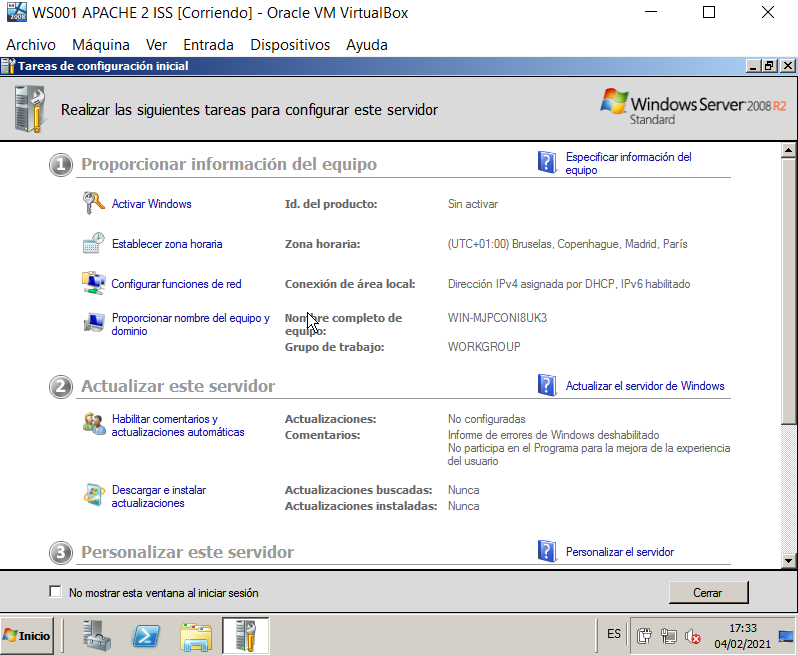 WS001 APACHE 2 ISS [Corriendo] - Oracle VM VirtualBox
Archivo Máquina Ver Entrada Dispositivos Ayuda
Tareas de configuración inicial
Realizar las siguientes tareas para configurar este servidor
Windows Server 2008 R2
Standard
1 Proporcionar información del equipo
Especificar información del
equipo
Activar Windows
Id. del producto:
Sin activar
Establecer zona horaria
Zona horaria:
(UTC+01:00) Bruselas, Copenhague, Madrid, París
Configurar funciones de red
Conexión de área local:
Dirección IPv4 asignada por DHCP, IPv6 habilitado
Proporcionar nombre del equipo y
dominio
Nombre completo de
equipo:
WIN-MJPCONI8UK3
Grupo de trabajo:
WORKGROUP
2 Actualizar este servidor
Actualizar el servidor de Windows
Habilitar comentarios y
actualizaciones automáticas
Actualizaciones:
No configuradas
Comentarios:
Informe de errores de Windows deshabilitado
No participa en el Programa para la mejora de la experiencia
del usuario
Descargar e instalar
actualizaciones
Actualizaciones buscadas:
Nunca
Actualizaciones instaladas:
Nunca
3 Personalizar este servidor
Personalizar el servidor
No mostrar esta ventana al iniciar sesión
Cerrar
Inicio
ES
17:33
04/02/2021